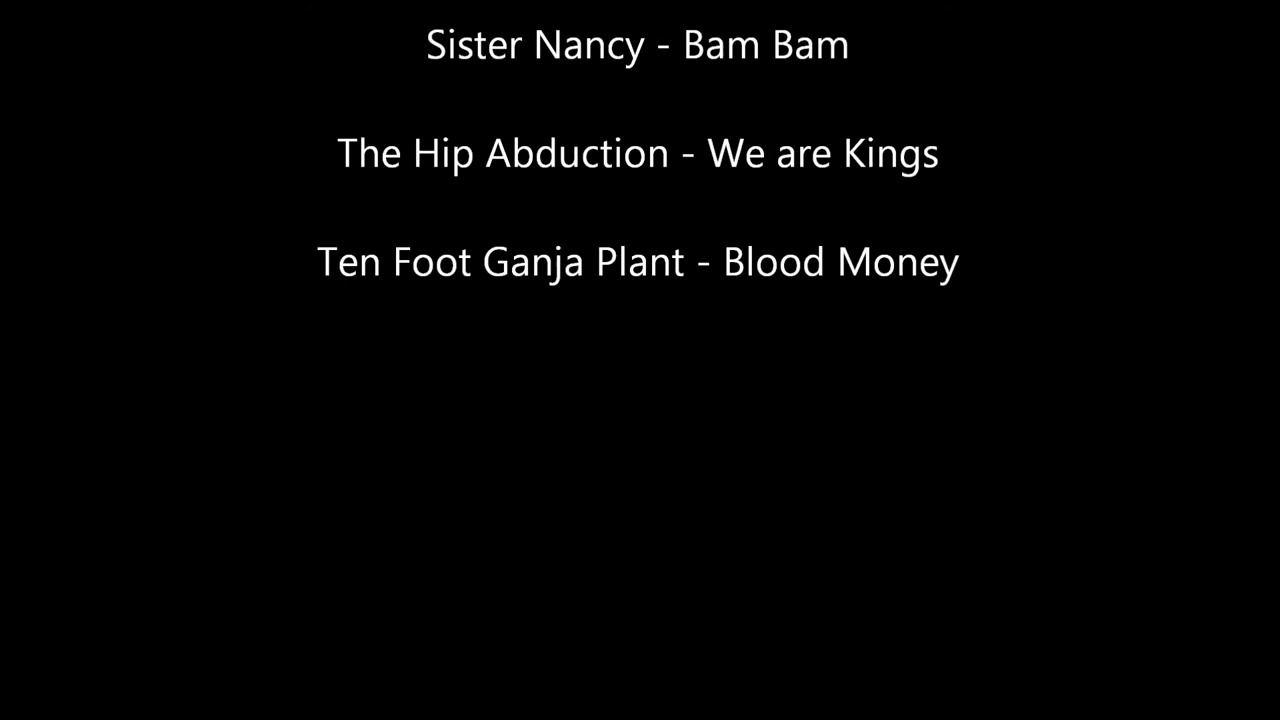 Sister Nancy - Bam Bam
The Hip Abduction - We are Kings
Ten Foot Ganja Plant - Blood Money